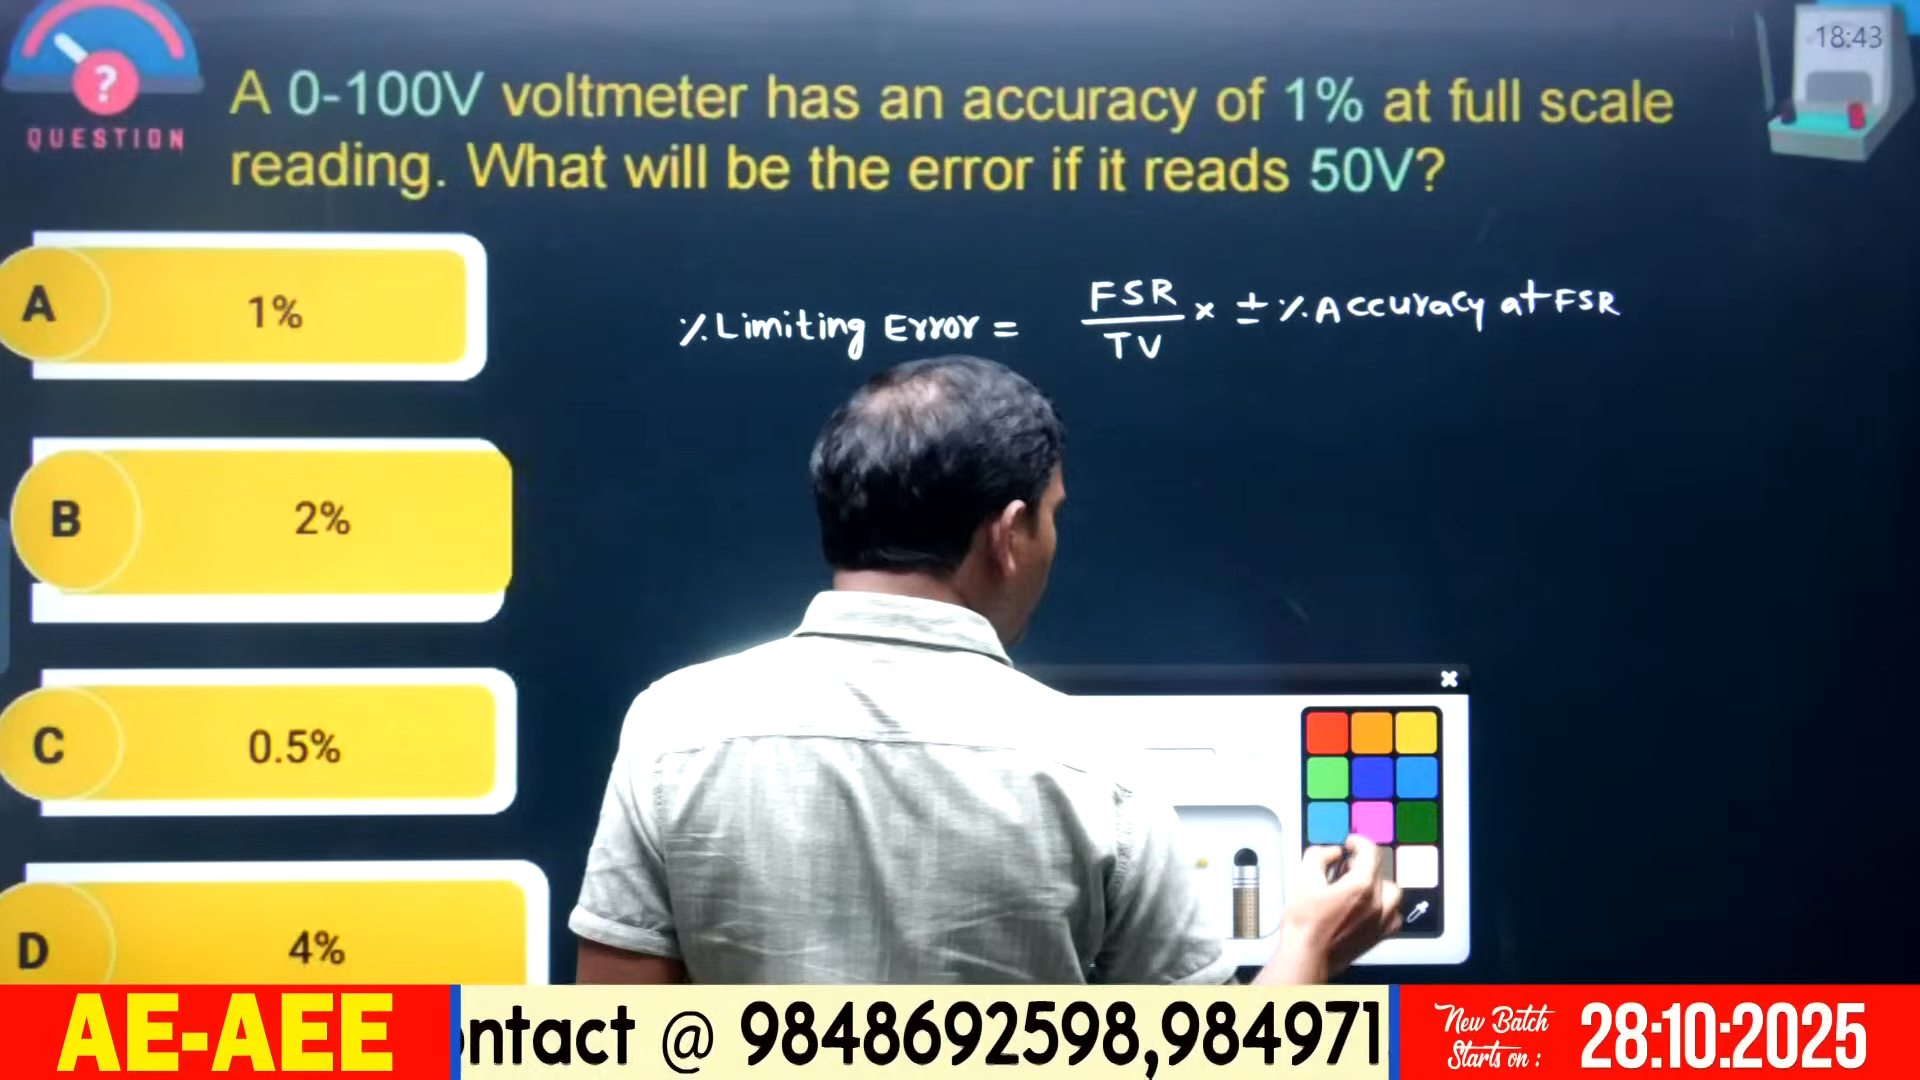 18:43
?
QUESTION
A 0-100V voltmeter has an accuracy of 1% at full scale
reading. What will be the error if it reads 50V?
A 1%
% Limiting Error = FSR/TV × ± % Accuracy at FSR
B 2%
C 0.5%
D 4%
AE-AEE
ontact @ 9848692598,984971
New Batch
Starts on :
28:10:2025